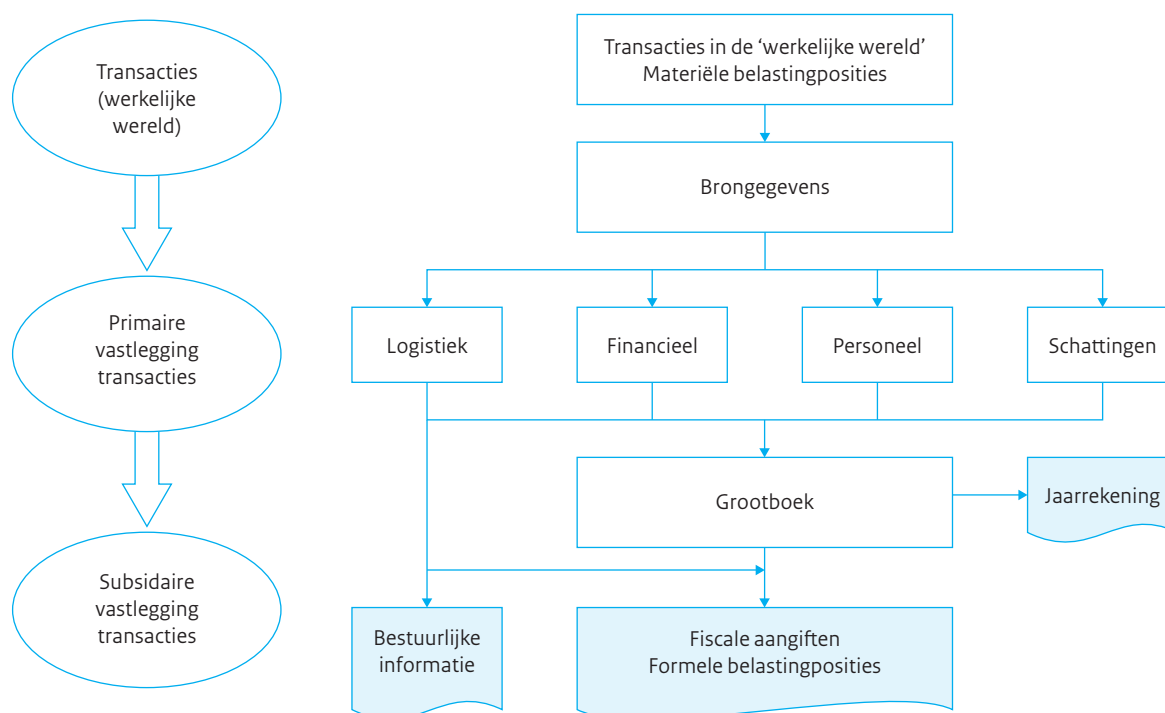 Transacties
(werkelijke
wereld)
Transacties in de ‘werkelijke wereld’
Materiële belastingposities
Brongegevens
Primaire
vastlegging
transacties
Logistiek
Financieel
Personeel
Schattingen
Grootboek
Jaarrekening
Subsidaire
vastlegging
transacties
Bestuurlijke
informatie
Fiscale aangiften
Formele belastingposities